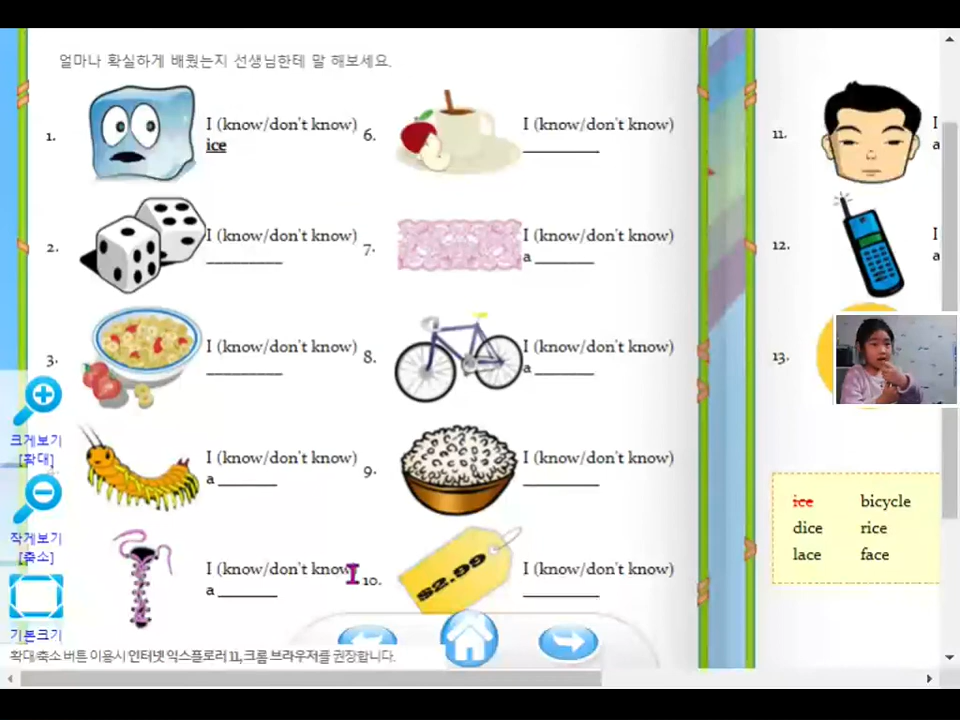 얼마나 확실하게 배웠는지 선생님한테 말 해보세요.
1. I (know/don't know)
ice
2. I (know/don't know)
3. I (know/don't know)
I (know/don't know)
a
I (know/don't know
a
6. I (know/don't know)
7. I (know/don't know)
a
8. I (know/don't know)
a
9. I (know/don't know)
10. I (know/don't know)
$2.99
11. I
a
12. I
a
13.
ice bicycle
dice rice
lace face
크게보기
[확대]
작게보기
[축소]
기본크기
확대/축소 버튼 이용시 인터넷 익스플로러 11, 크롬 브라우저를 권장합니다.